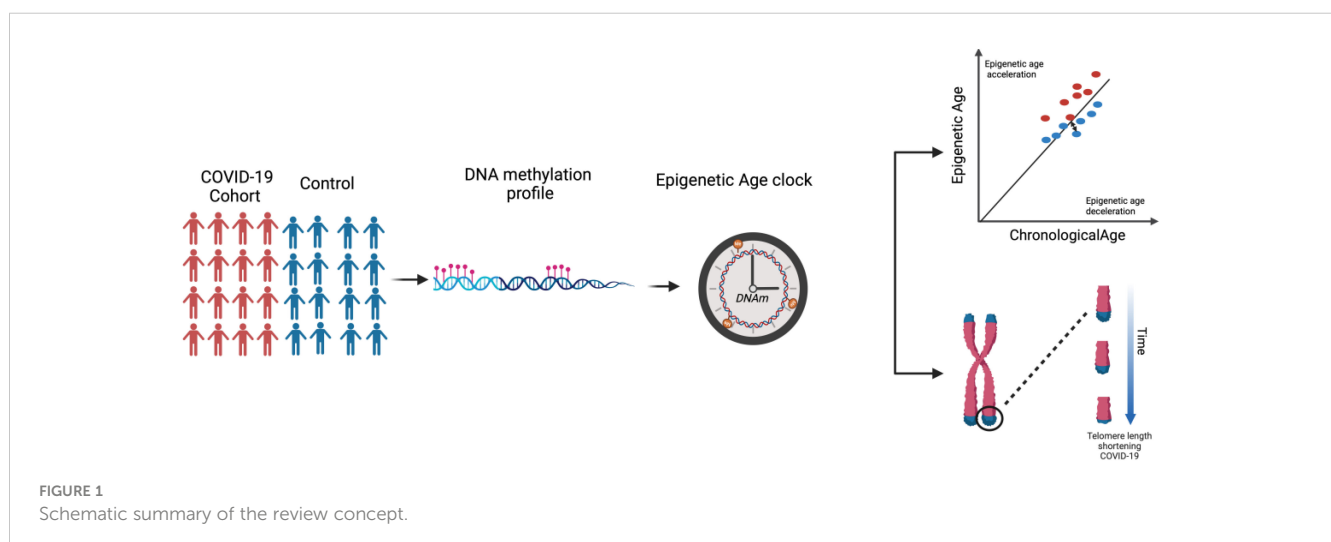 COVID-19
Cohort
Control
DNA methylation
profile
Epigenetic Age clock
DNAm
Epigenetic Age
Epigenetic age
acceleration
Epigenetic age
deceleration
ChronologicalAge
Time
Telomere length
shortening
COVID-19
FIGURE 1
Schematic summary of the review concept.